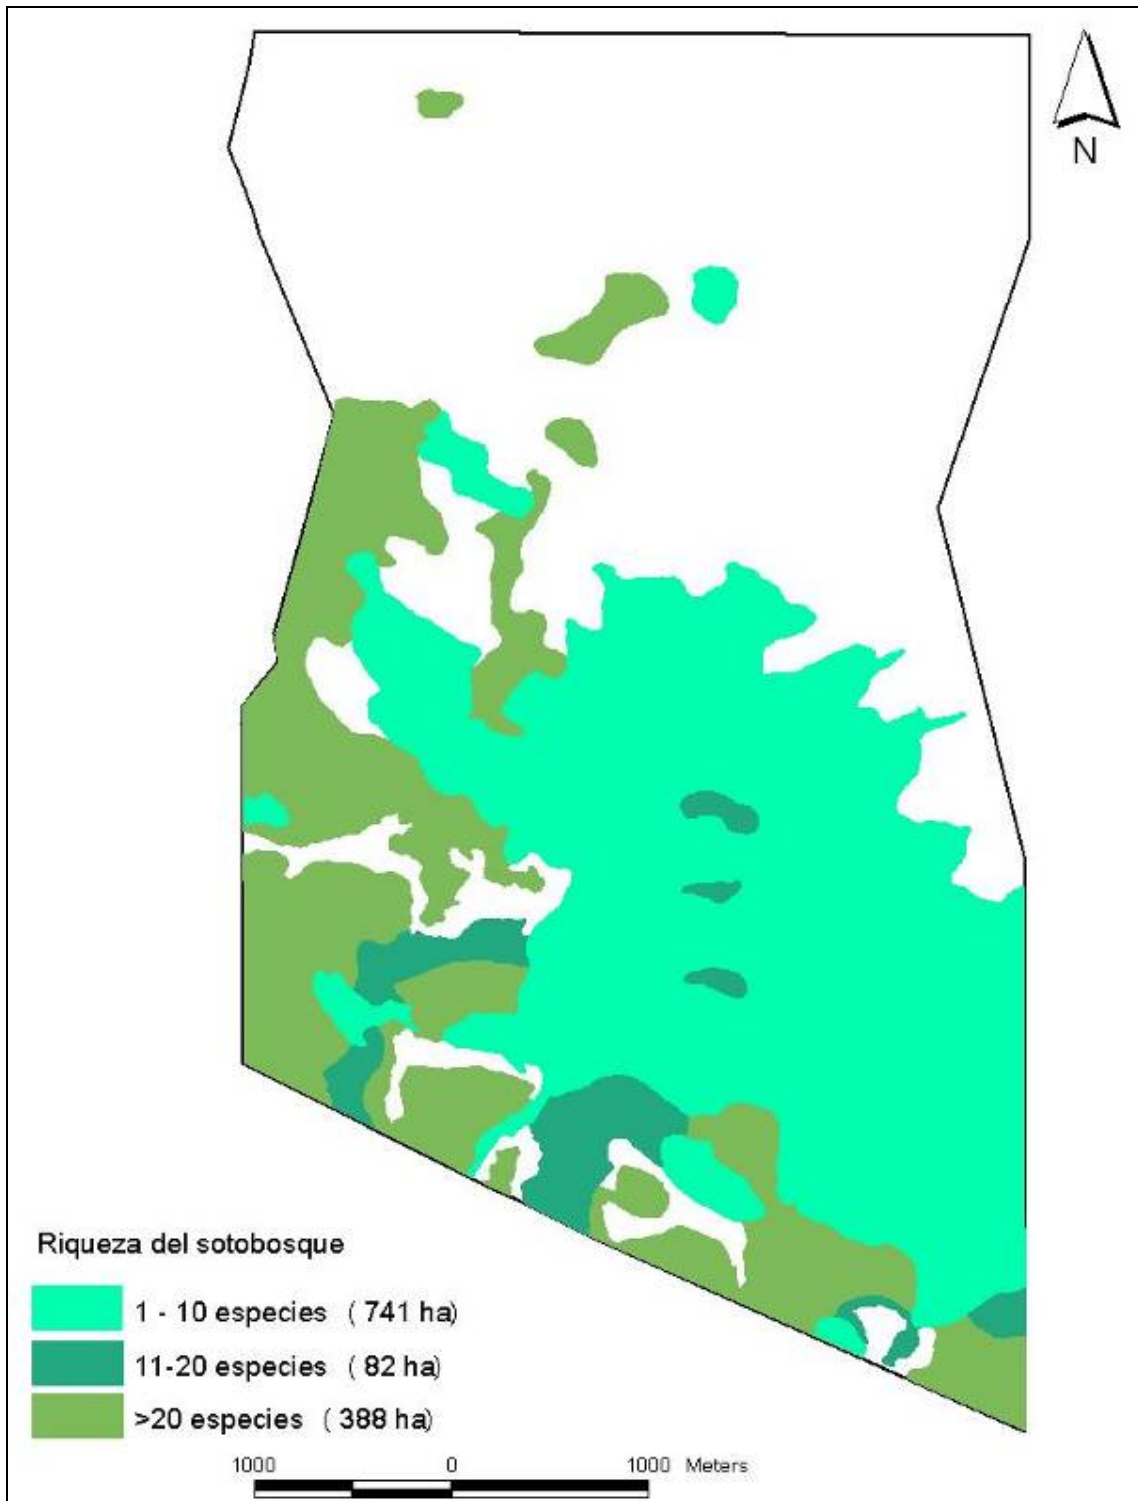 N
Riqueza del sotobosque
1 - 10 especies ( 741 ha)
11-20 especies ( 82 ha)
>20 especies ( 388 ha)
1000 0 1000 Meters